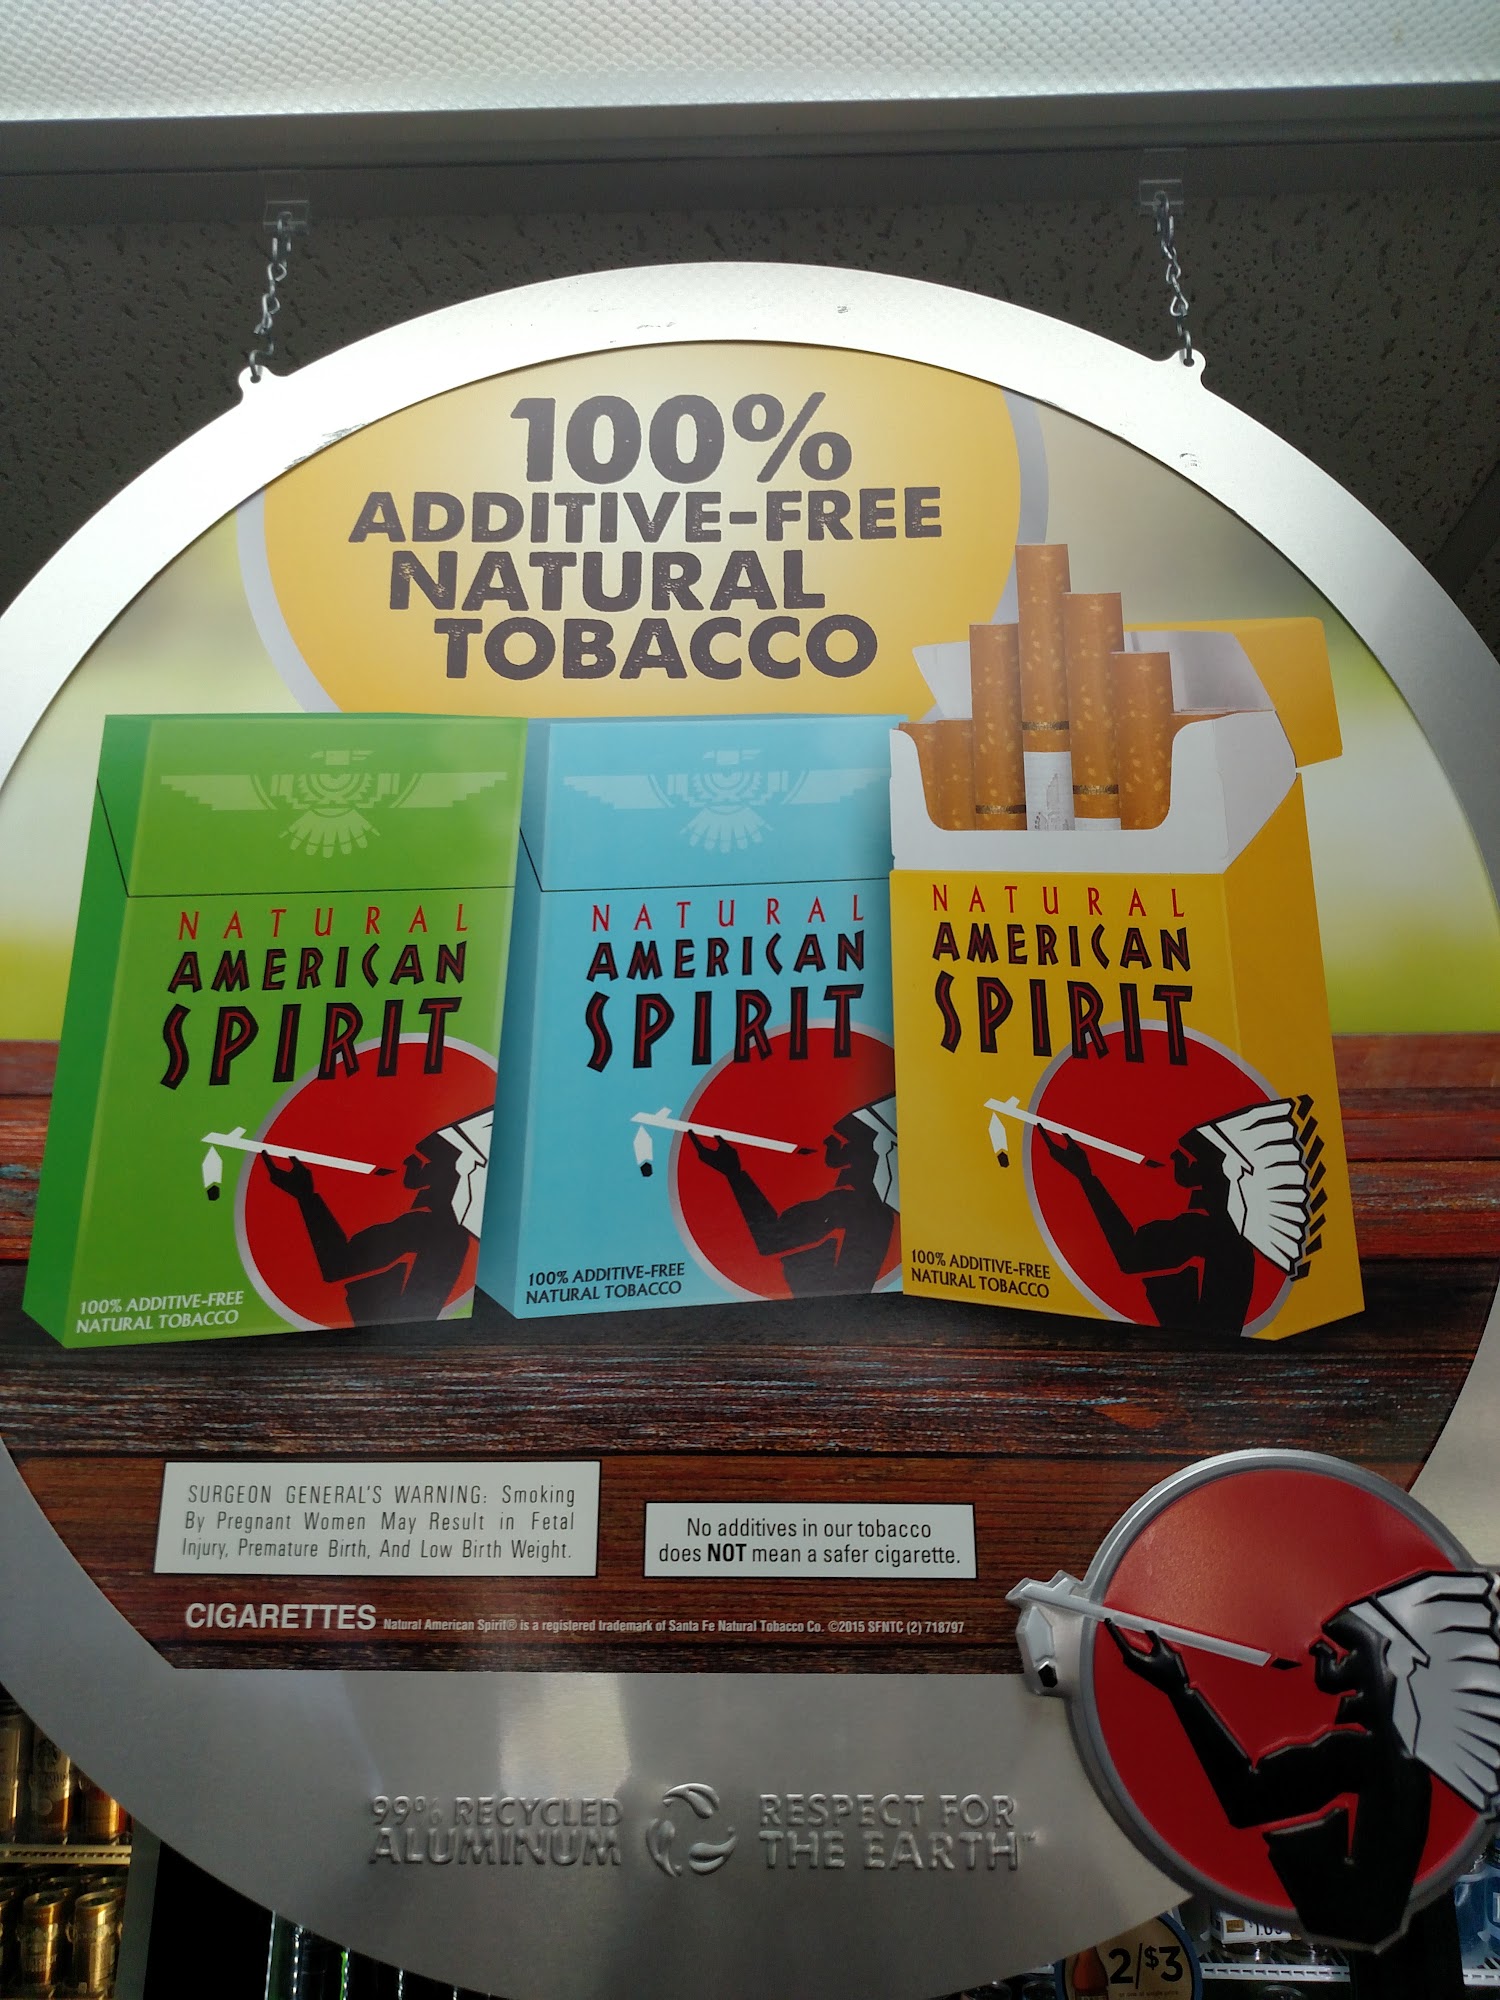 100%
ADDITIVE-FREE
NATURAL
TOBACCO
NATURAL
AMERICAN
SPIRIT
100% ADDITIVE-FREE
NATURAL TOBACCO
NATURAL
AMERICAN
SPIRIT
100% ADDITIVE-FREE
NATURAL TOBACCO
NATURAL
AMERICAN
SPIRIT
100% ADDITIVE-FREE
NATURAL TOBACCO
SURGEON GENERAL'S WARNING: Smoking
By Pregnant Women May Result in Fetal
Injury, Premature Birth, And Low Birth Weight.
No additives in our tobacco
does NOT mean a safer cigarette.
CIGARETTES Natural American Spirit® is a registered trademark of Santa Fe Natural Tobacco Co. ©2015 SFNTC (2) 718797
99% RECYCLED
ALUMINUM
RESPECT FOR
THE EARTH™
2/$3